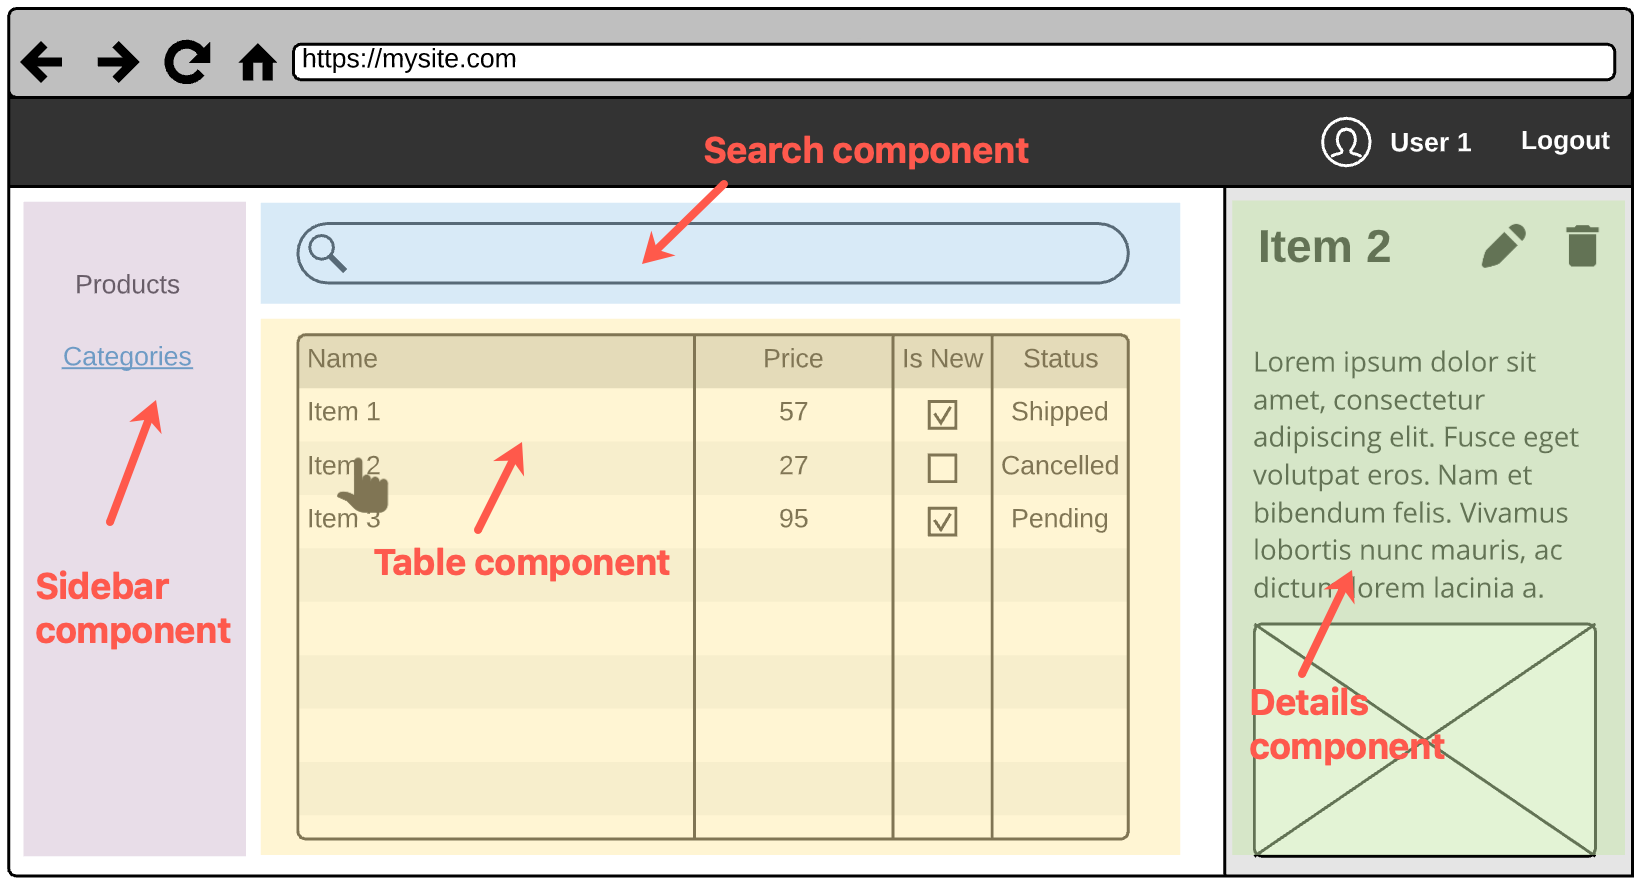 https://mysite.com
Search component
User 1
Logout
Products
Categories
Sidebar
component
Name Price Is New Status
Item 1 57 Shipped
Item 2 27 Cancelled
Item 3 95 Pending
Table component
Item 2
Lorem ipsum dolor sit
amet, consectetur
adipiscing elit. Fusce eget
volutpat eros. Nam et
bibendum felis. Vivamus
lobortis nunc mauris, ac
dictum lorem lacinia a.
Details
component